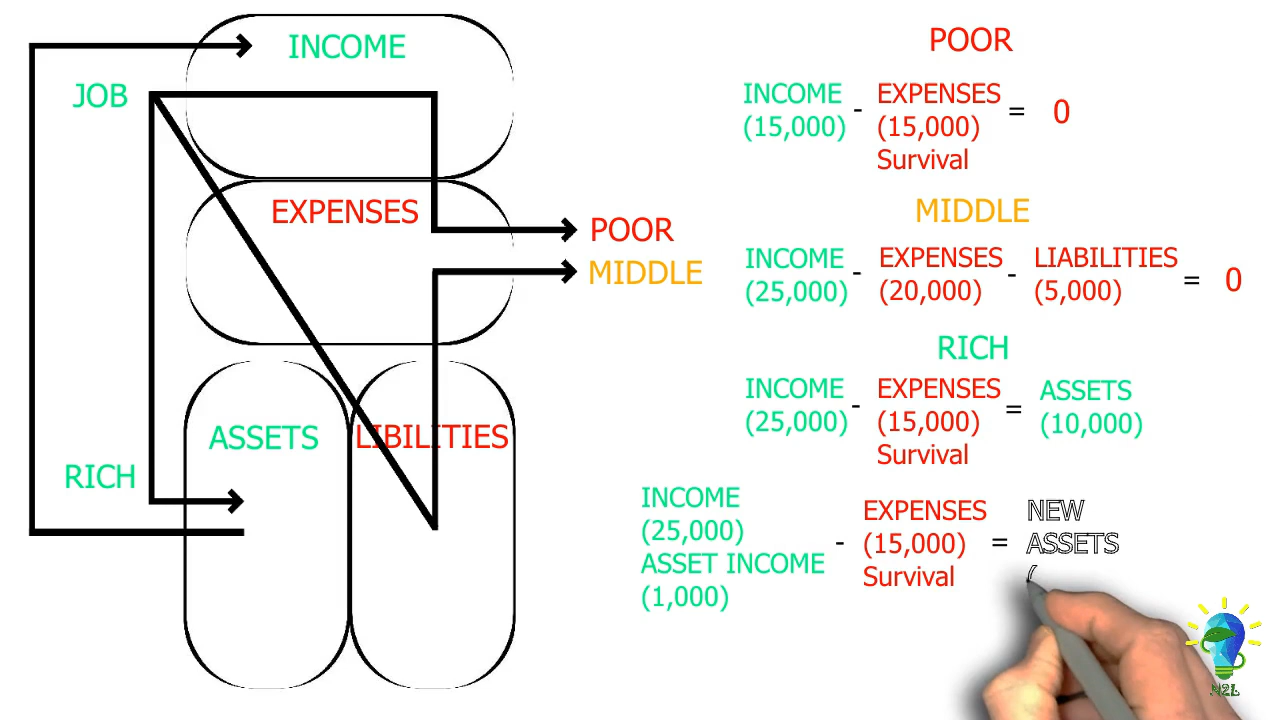 INCOME
JOB
EXPENSES
POOR
MIDDLE
ASSETS
LIBILITIES
RICH
POOR
INCOME - EXPENSES = 0
(15,000) (15,000)
Survival
MIDDLE
INCOME - EXPENSES - LIABILITIES = 0
(25,000) (20,000) (5,000)
RICH
INCOME - EXPENSES = ASSETS
(25,000) (15,000) (10,000)
Survival
INCOME
(25,000)
ASSET INCOME
(1,000)
-
EXPENSES
(15,000)
Survival
=
NEW
ASSETS
(
N2L